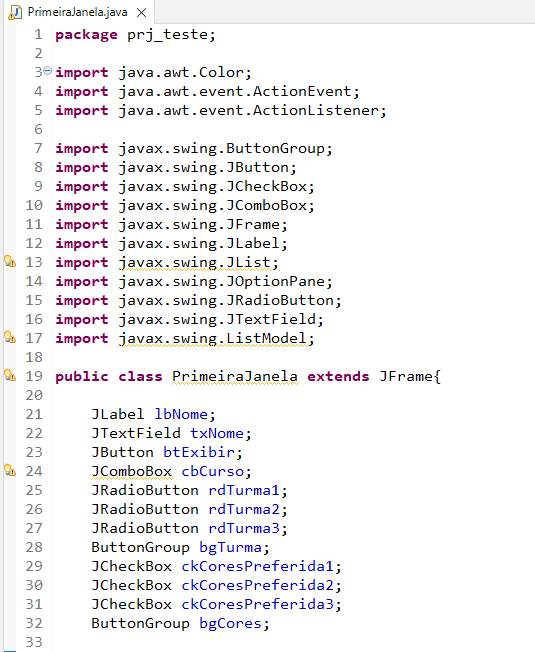 PrimeiraJanela.java
1 package prj_teste;
2
3 import java.awt.Color;
4 import java.awt.event.ActionEvent;
5 import java.awt.event.ActionListener;
6
7 import javax.swing.ButtonGroup;
8 import javax.swing.JButton;
9 import javax.swing.JCheckBox;
10 import javax.swing.JComboBox;
11 import javax.swing.JFrame;
12 import javax.swing.JLabel;
13 import javax.swing.JList;
14 import javax.swing.JOptionPane;
15 import javax.swing.JRadioButton;
16 import javax.swing.JTextField;
17 import javax.swing.ListModel;
18
19 public class PrimeiraJanela extends JFrame{
20
21     JLabel lbNome;
22     JTextField txNome;
23     JButton btExibir;
24     JComboBox cbCurso;
25     JRadioButton rdTurma1;
26     JRadioButton rdTurma2;
27     JRadioButton rdTurma3;
28     ButtonGroup bgTurma;
29     JCheckBox ckCoresPreferida1;
30     JCheckBox ckCoresPreferida2;
31     JCheckBox ckCoresPreferida3;
32     ButtonGroup bgCores;
33